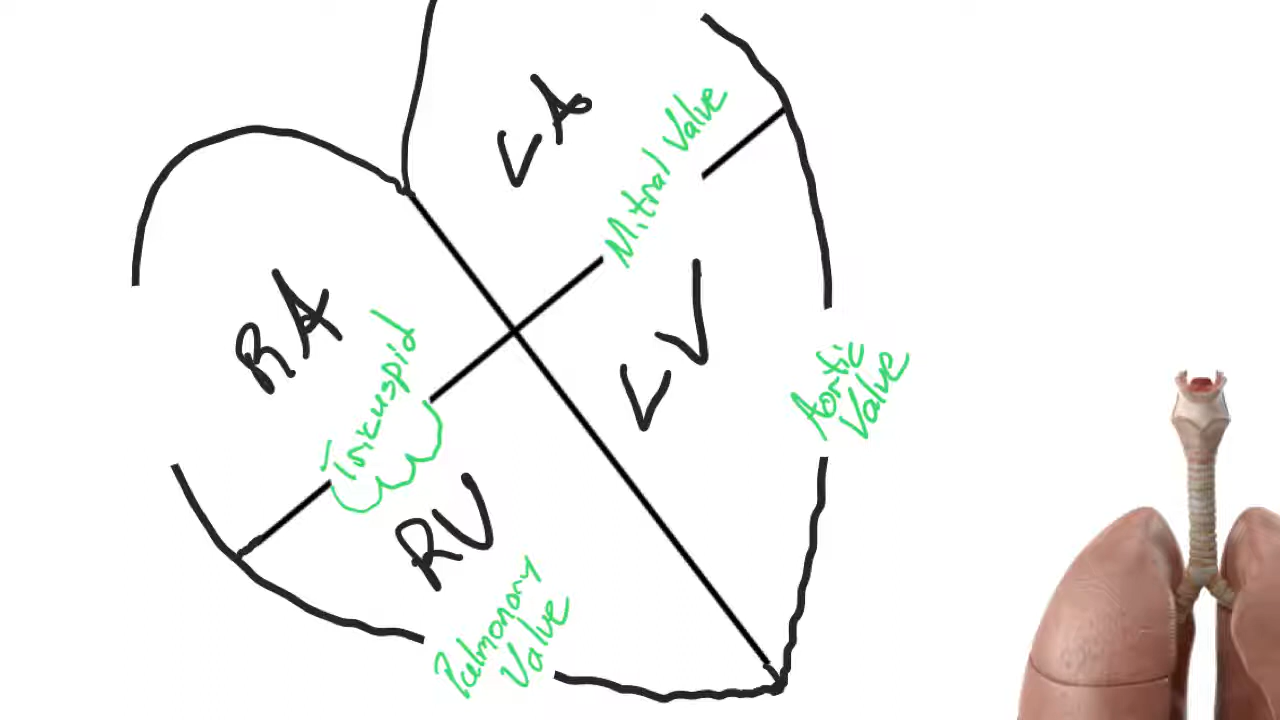 LA
Mitral Valve
RA
LV
Tricuspid
Aortic
Valve
RV
Pulmonary
Valve